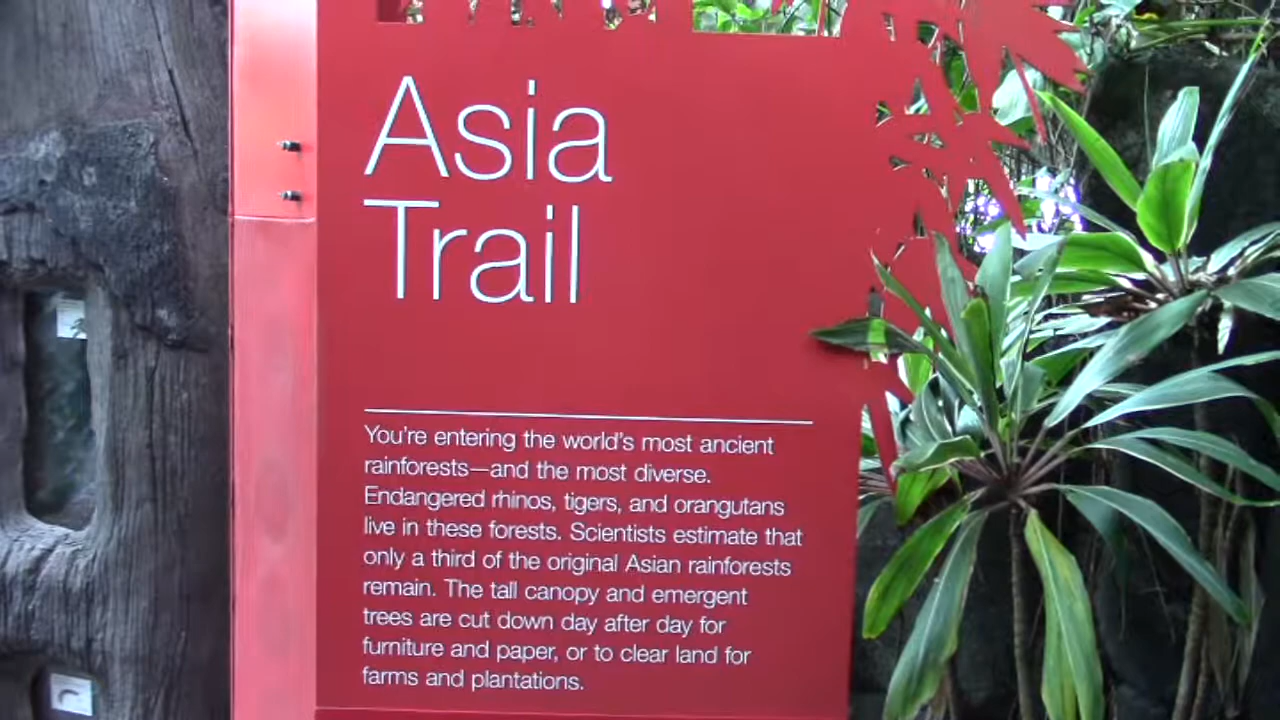 Asia
Trail
You're entering the world's most ancient
rainforests—and the most diverse.
Endangered rhinos, tigers, and orangutans
live in these forests. Scientists estimate that
only a third of the original Asian rainforests
remain. The tall canopy and emergent
trees are cut down day after day for
furniture and paper, or to clear land for
farms and plantations.